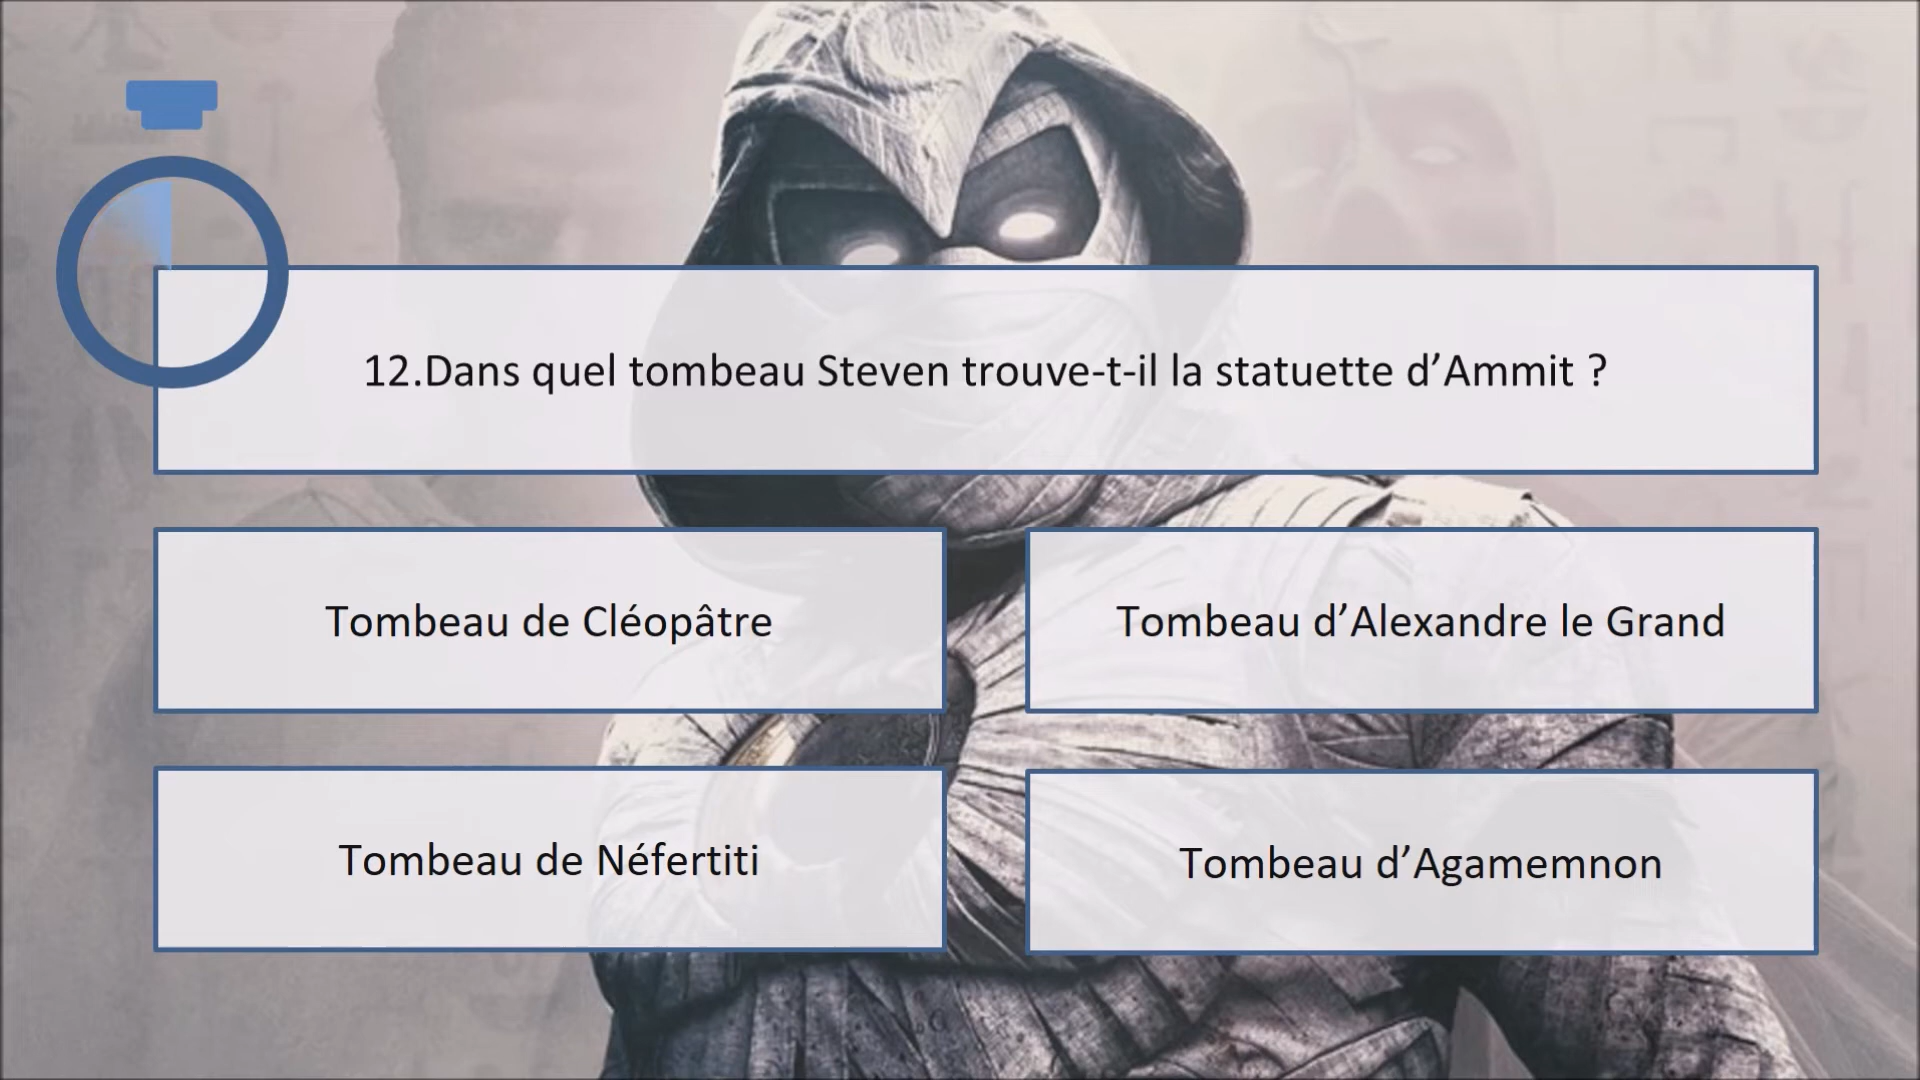 12.Dans quel tombeau Steven trouve-t-il la statuette d’Ammit ?
Tombeau de Cléopâtre
Tombeau d’Alexandre le Grand
Tombeau de Néfertiti
Tombeau d’Agamemnon